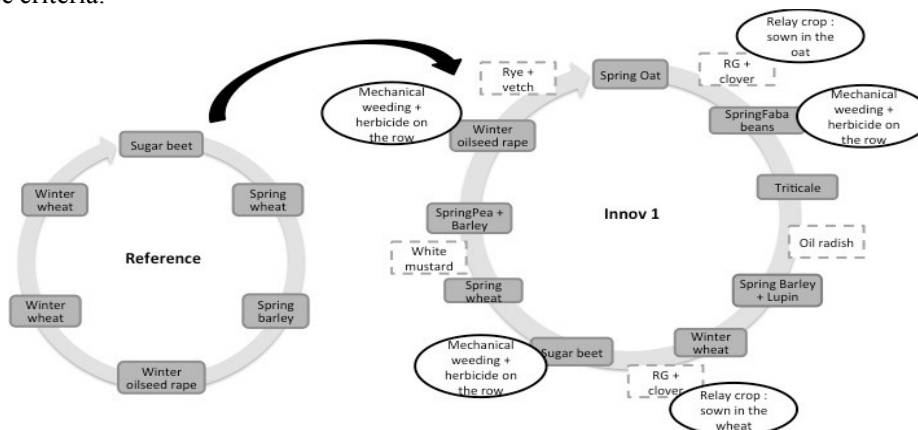 Sugar beet
Spring
wheat
Spring
barley
Winter
oilseed rape
Winter
wheat
Winter
wheat
Reference
Relay crop :
sown in the
oat
Spring Oat
RG +
clover
Mechanical
weeding +
herbicide on
the row
SpringFaba
beans
Triticale
Oil radish
Spring Barley
+ Lupin
Winter
wheat
RG +
clover
Relay crop :
sown in the
wheat
Sugar beet
Mechanical
weeding +
herbicide on
the row
Spring
wheat
White
mustard
SpringPea +
Barley
Winter
oilseed rape
Mechanical
weeding +
herbicide on
the row
Rye +
vetch
Innov 1